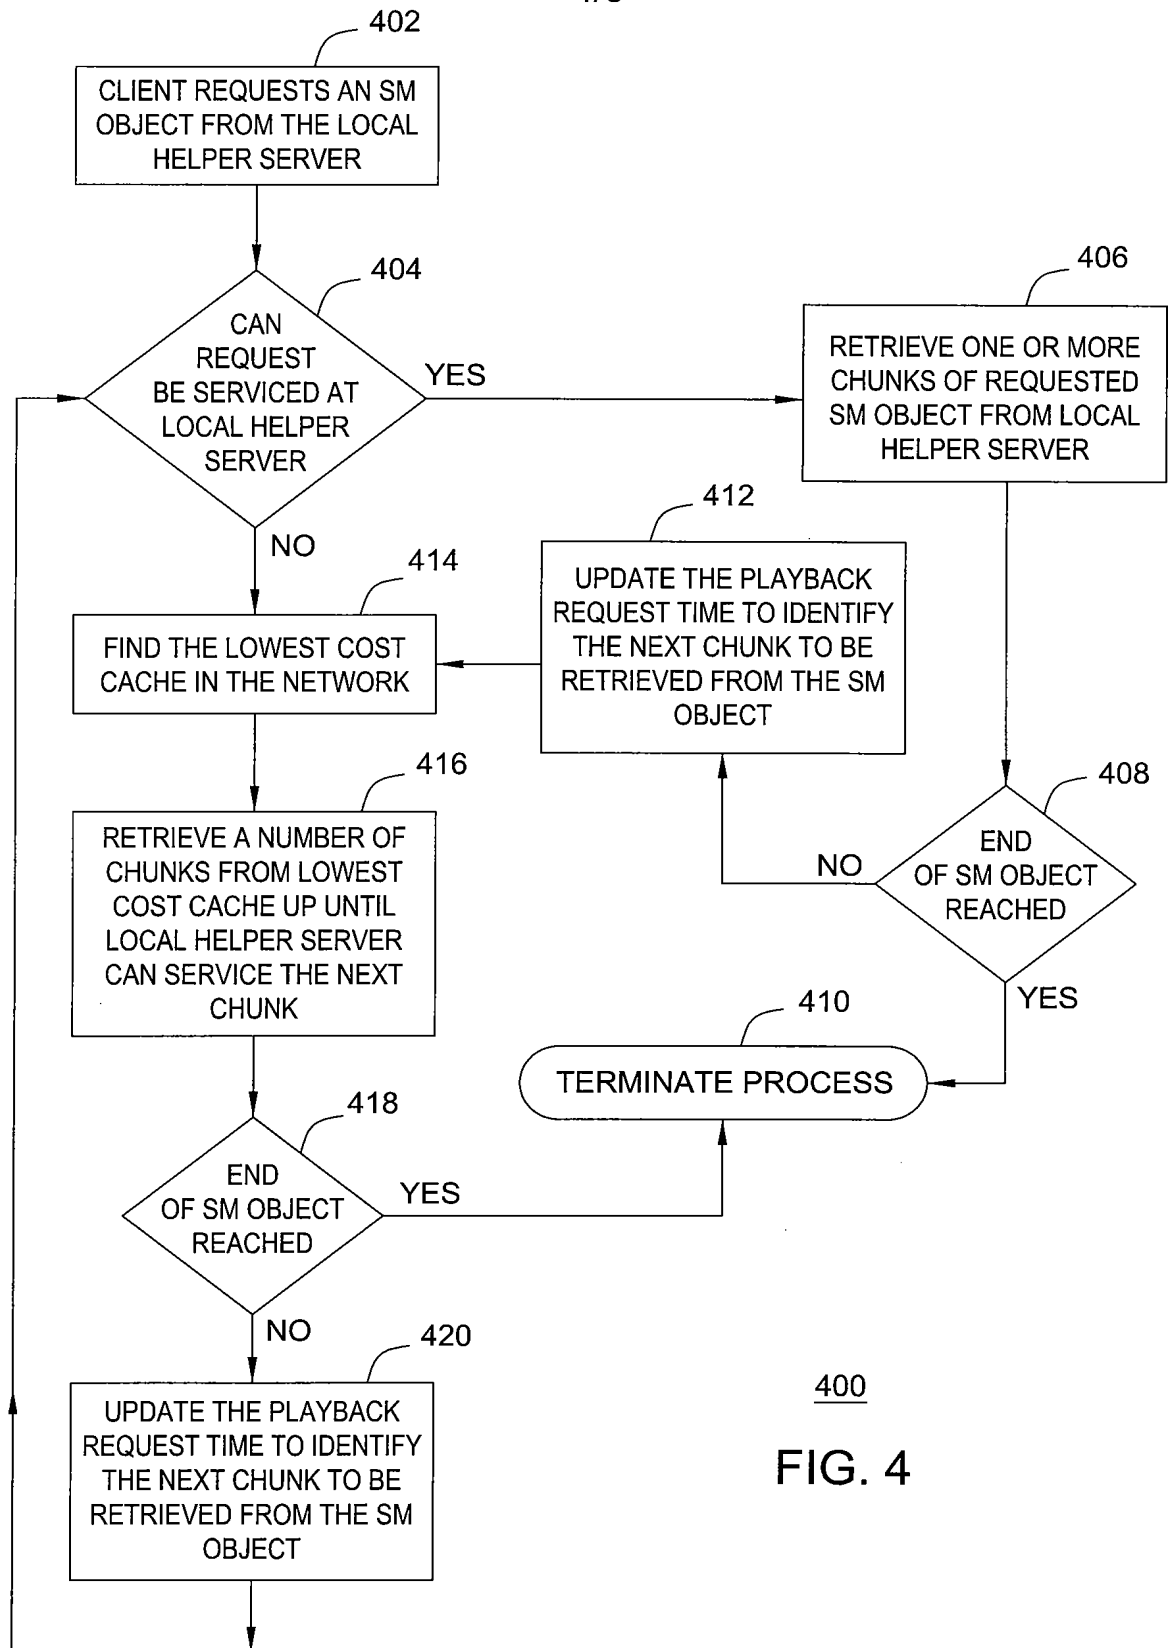 402
CLIENT REQUESTS AN SM
OBJECT FROM THE LOCAL
HELPER SERVER
404
CAN
REQUEST
BE SERVICED AT
LOCAL HELPER
SERVER
YES
NO
406
RETRIEVE ONE OR MORE
CHUNKS OF REQUESTED
SM OBJECT FROM LOCAL
HELPER SERVER
412
UPDATE THE PLAYBACK
REQUEST TIME TO IDENTIFY
THE NEXT CHUNK TO BE
RETRIEVED FROM THE SM
OBJECT
414
FIND THE LOWEST COST
CACHE IN THE NETWORK
408
END
OF SM OBJECT
REACHED
NO
YES
416
RETRIEVE A NUMBER OF
CHUNKS FROM LOWEST
COST CACHE UP UNTIL
LOCAL HELPER SERVER
CAN SERVICE THE NEXT
CHUNK
410
TERMINATE PROCESS
418
END
OF SM OBJECT
REACHED
YES
NO
420
UPDATE THE PLAYBACK
REQUEST TIME TO IDENTIFY
THE NEXT CHUNK TO BE
RETRIEVED FROM THE SM
OBJECT
400
FIG. 4